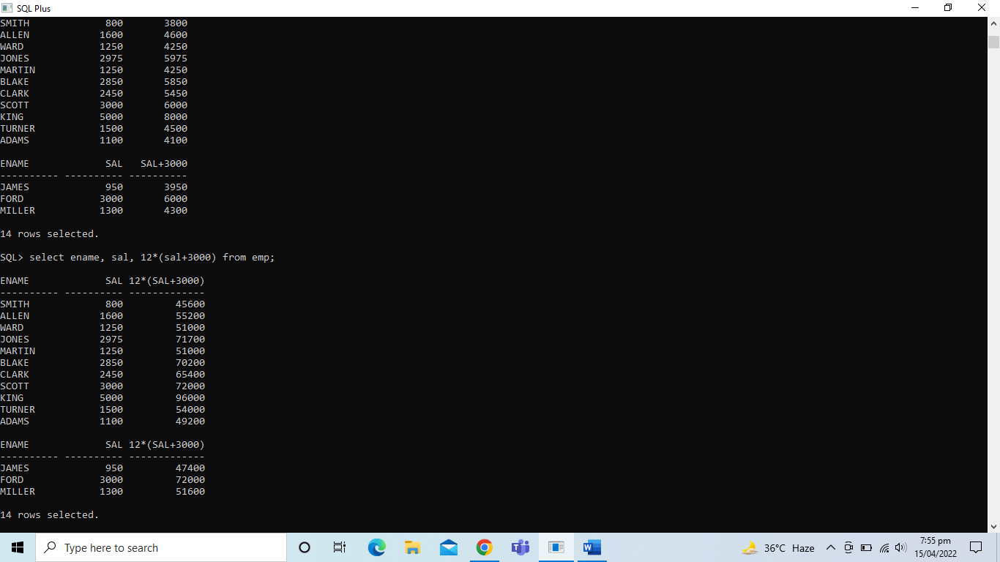 SQL Plus
SMITH             800       3800
ALLEN            1600       4600
WARD             1250       4250
JONES            2975       5975
MARTIN           1250       4250
BLAKE            2850       5850
CLARK            2450       5450
SCOTT            3000       6000
KING             5000       8000
TURNER           1500       4500
ADAMS            1100       4100
ENAME             SAL   SAL+3000
---------- ---------- ----------
JAMES             950       3950
FORD             3000       6000
MILLER           1300       4300
14 rows selected.
SQL> select ename, sal, 12*(sal+3000) from emp;
ENAME             SAL 12*(SAL+3000)
---------- ---------- -------------
SMITH             800         45600
ALLEN            1600         55200
WARD             1250         51000
JONES            2975         71700
MARTIN           1250         51000
BLAKE            2850         70200
CLARK            2450         65400
SCOTT            3000         72000
KING             5000         96000
TURNER           1500         54000
ADAMS            1100         49200
ENAME             SAL 12*(SAL+3000)
---------- ---------- -------------
JAMES             950         47400
FORD             3000         72000
MILLER           1300         51600
14 rows selected.
Type here to search
36°C Haze
7:55 pm
15/04/2022